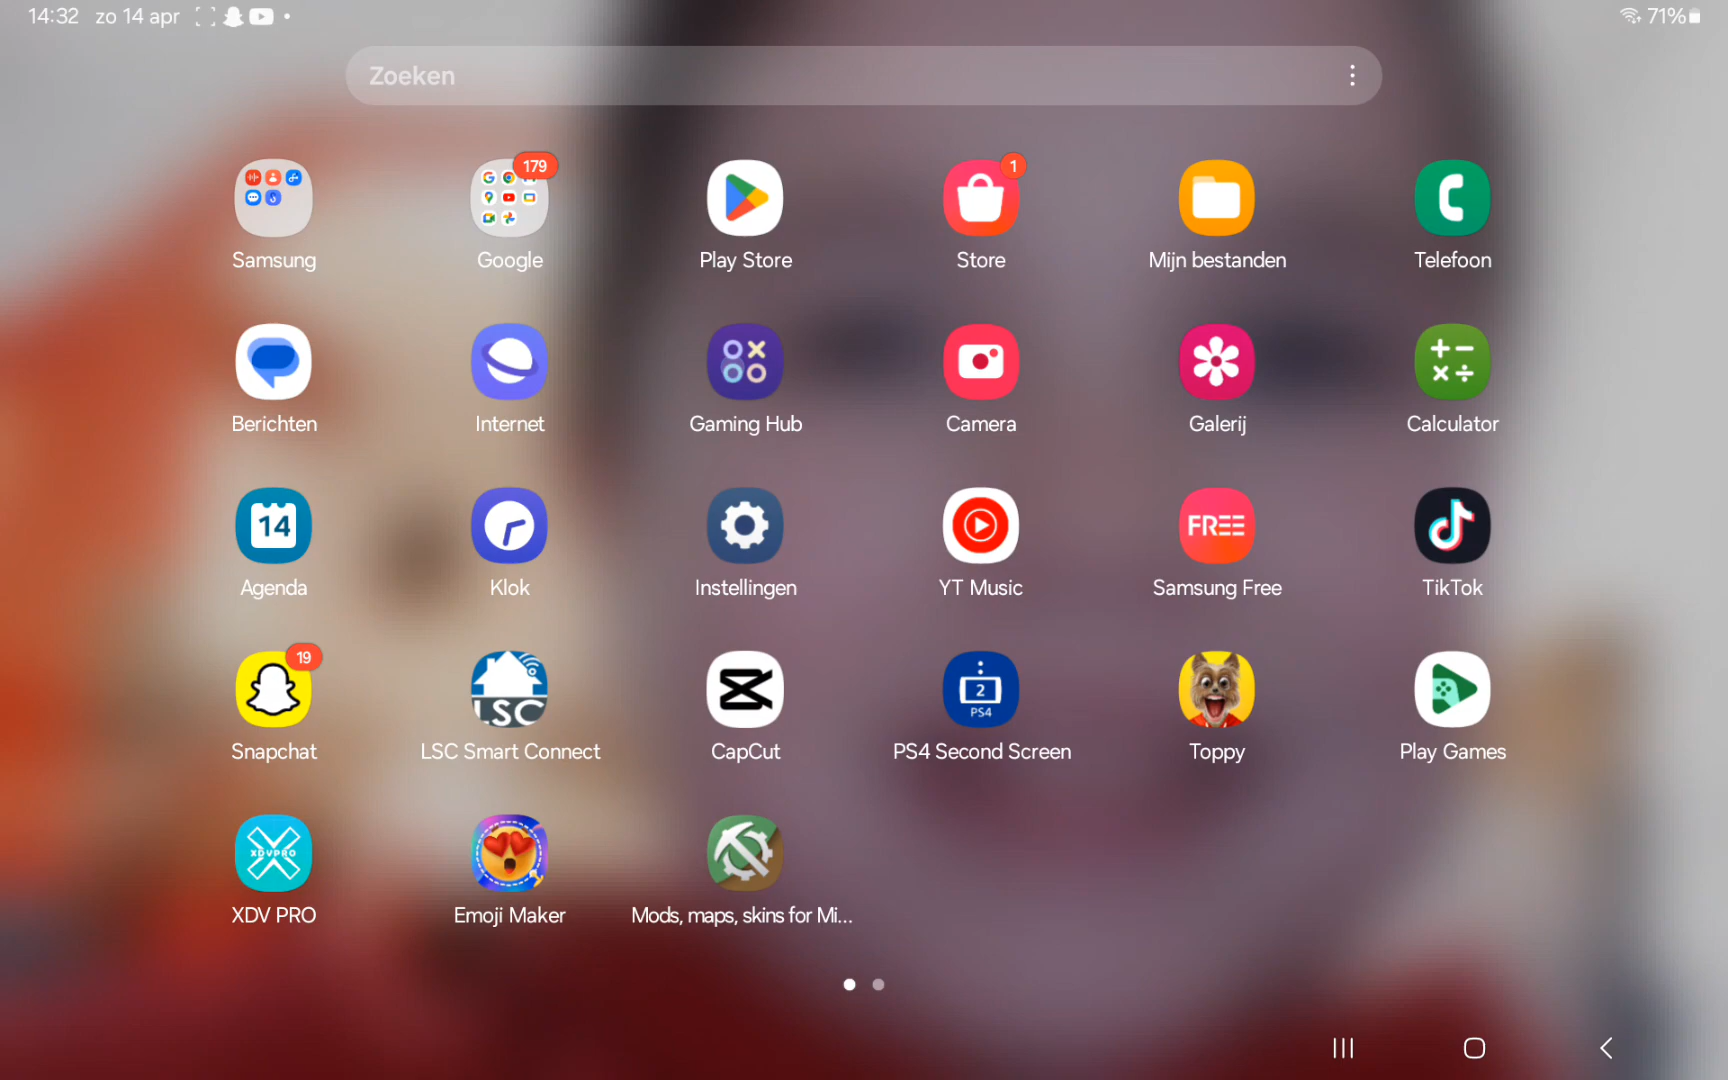 14:32 zo 14 apr
71%
Zoeken
179
1
Samsung
Google
Play Store
Store
Mijn bestanden
Telefoon
Berichten
Internet
Gaming Hub
Camera
Galerij
Calculator
14
FREE
Agenda
Klok
Instellingen
YT Music
Samsung Free
TikTok
19
LSC
2
PS4
Snapchat
LSC Smart Connect
CapCut
PS4 Second Screen
Toppy
Play Games
XDVPRO
XDV PRO
Emoji Maker
Mods, maps, skins for Mi...